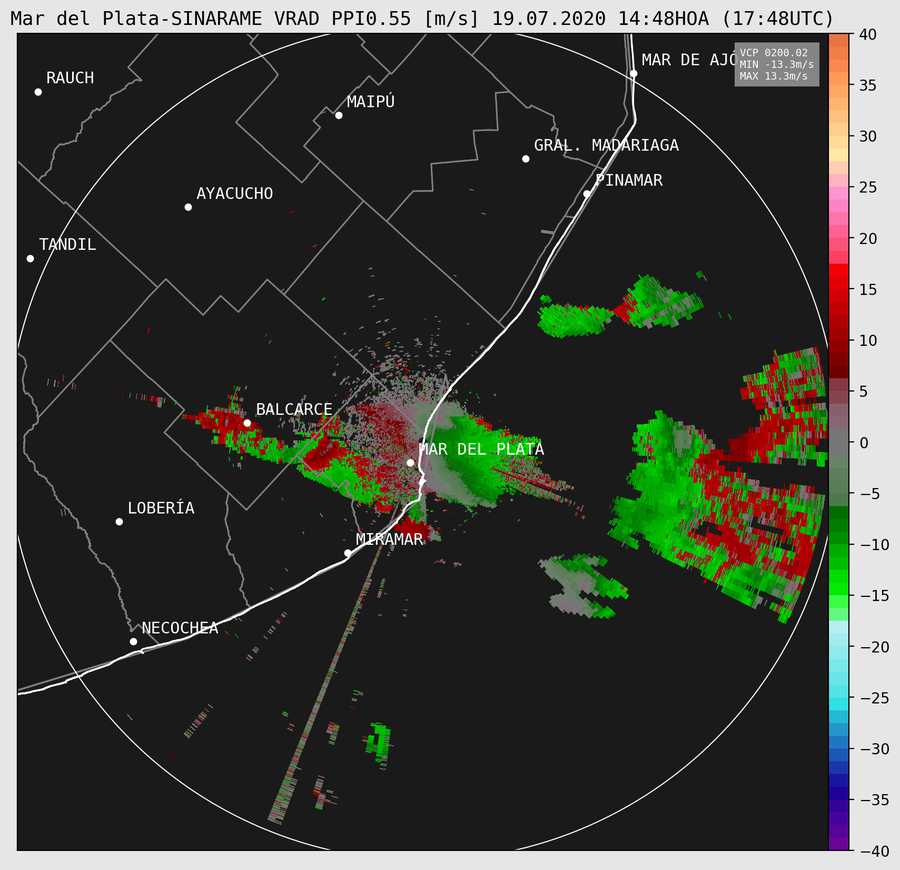 Mar del Plata-SINARAME VRAD PPI0.55 [m/s] 19.07.2020 14:48HOA (17:48UTC)
VCP 0200.02
MIN -13.3m/s
MAX 13.3m/s
MAR DE AJÓ
RAUCH
MAIPÚ
GRAL. MADARIAGA
PINAMAR
AYACUCHO
TANDIL
BALCARCE
MAR DEL PLATA
LOBERÍA
MIRAMAR
NECOCHEA
40
35
30
25
20
15
10
5
0
−5
−10
−15
−20
−25
−30
−35
−40